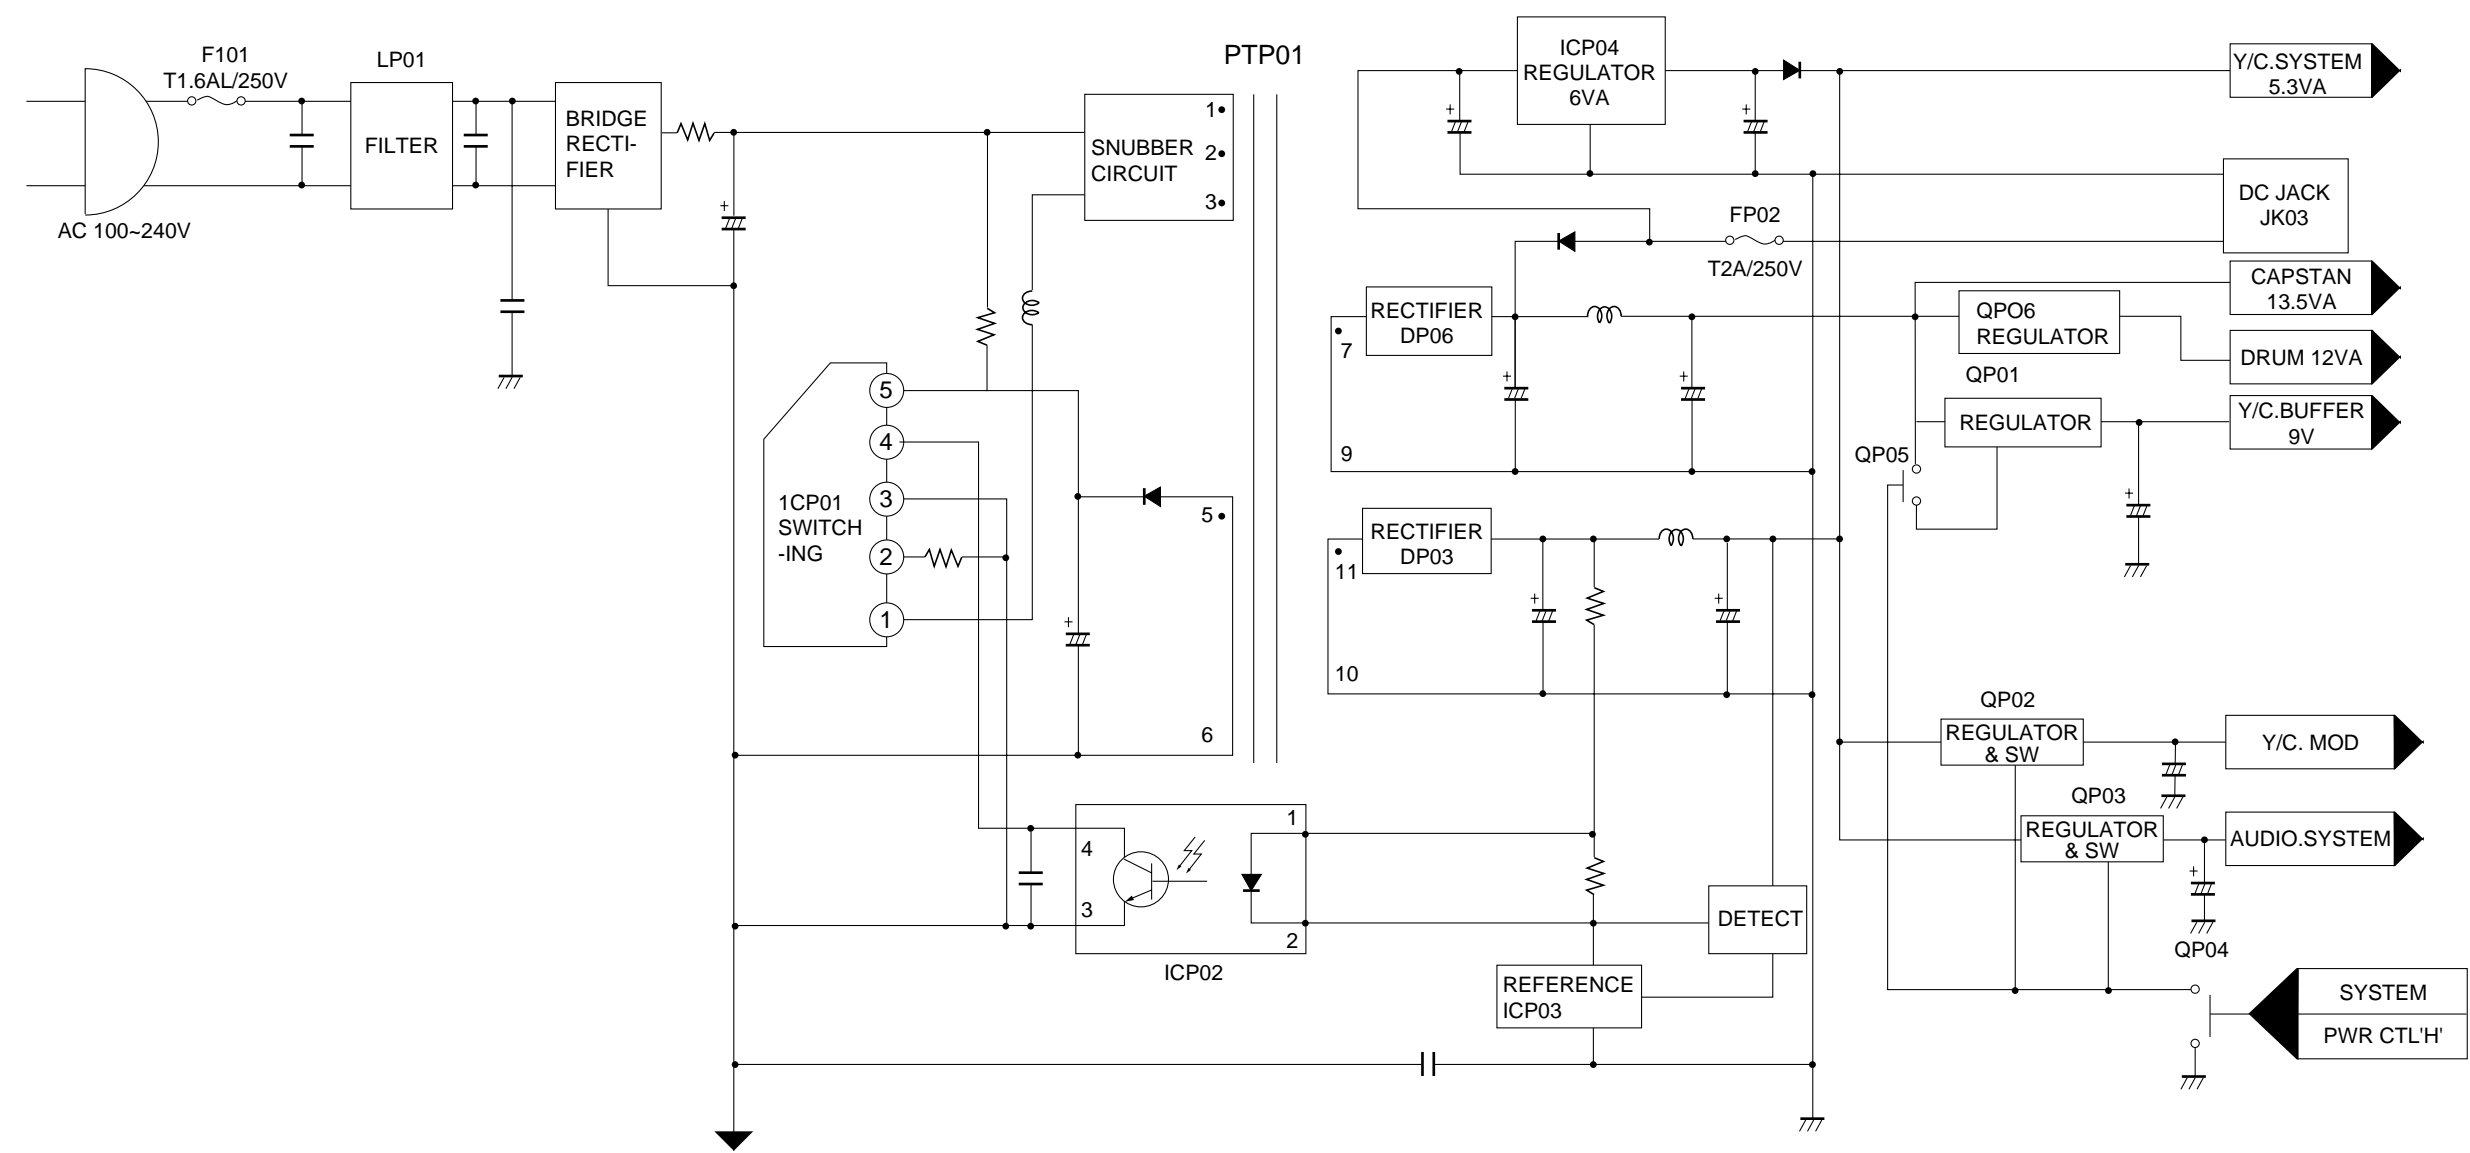 F101
T1.6AL/250V
LP01
FILTER
AC 100~240V
BRIDGE
RECTI-
FIER
+
PTP01
SNUBBER
CIRCUIT
1
2
3
5
4
3
2
1
1CP01
SWITCH
-ING
+
5
6
4
3
1
2
ICP02
ICP04
REGULATOR
6VA
+
+
Y/C.SYSTEM
5.3VA
DC JACK
JK03
FP02
T2A/250V
RECTIFIER
DP06
7
9
+
+
CAPSTAN
13.5VA
QPO6
REGULATOR
DRUM 12VA
QP01
REGULATOR
Y/C.BUFFER
9V
QP05
+
RECTIFIER
DP03
11
10
+
+
QP02
REGULATOR
& SW
Y/C. MOD
QP03
REGULATOR
& SW
AUDIO.SYSTEM
+
DETECT
REFERENCE
ICP03
QP04
SYSTEM
PWR CTL'H'